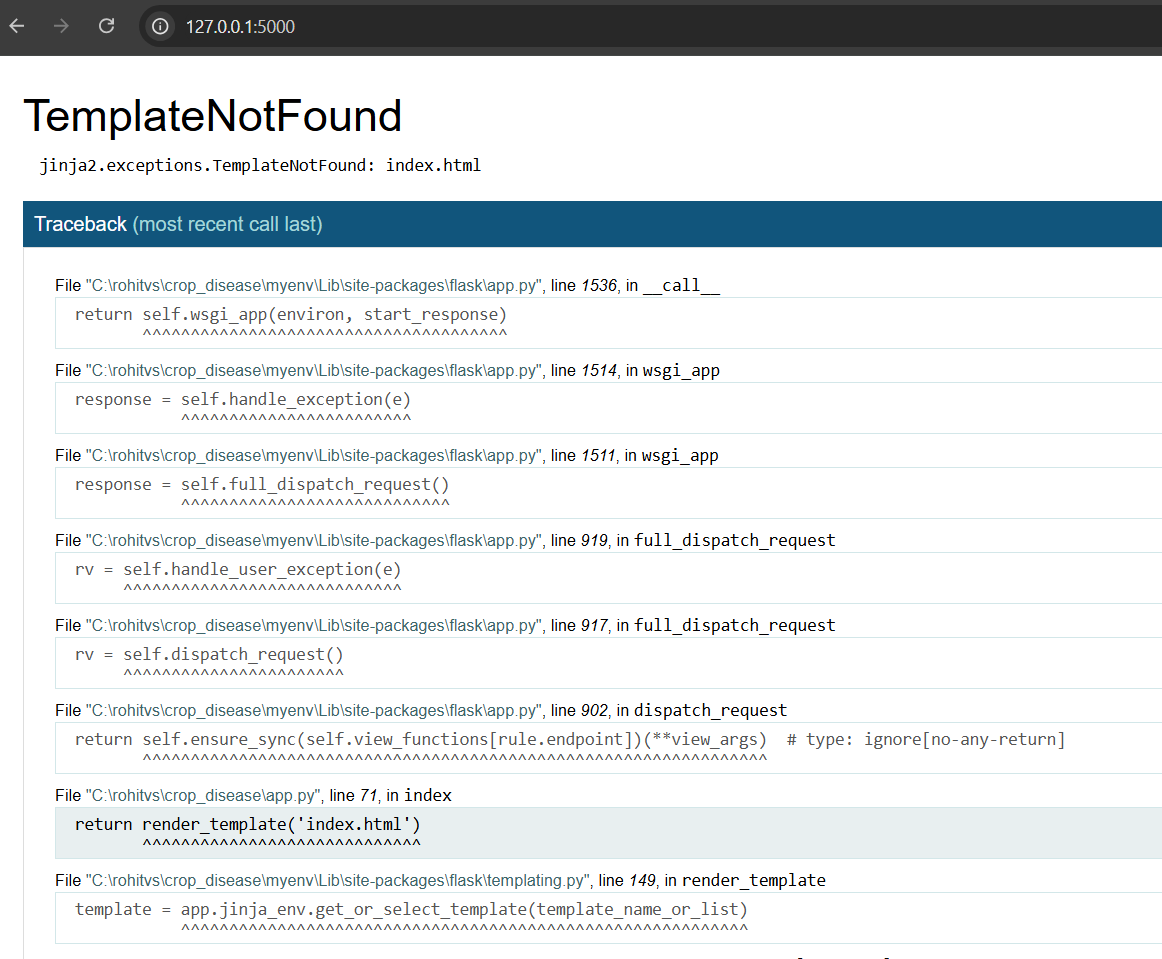 127.0.0.1:5000
TemplateNotFound
jinja2.exceptions.TemplateNotFound: index.html
Traceback (most recent call last)
File "C:\rohitvs\crop_disease\myenv\Lib\site-packages\flask\app.py", line 1536, in __call__
return self.wsgi_app(environ, start_response)
^^^^^^^^^^^^^^^^^^^^^^^^^^^^^^^^^^^^^^
File "C:\rohitvs\crop_disease\myenv\Lib\site-packages\flask\app.py", line 1514, in wsgi_app
response = self.handle_exception(e)
^^^^^^^^^^^^^^^^^^^^^^^^
File "C:\rohitvs\crop_disease\myenv\Lib\site-packages\flask\app.py", line 1511, in wsgi_app
response = self.full_dispatch_request()
^^^^^^^^^^^^^^^^^^^^^^^^^^^^
File "C:\rohitvs\crop_disease\myenv\Lib\site-packages\flask\app.py", line 919, in full_dispatch_request
rv = self.handle_user_exception(e)
^^^^^^^^^^^^^^^^^^^^^^^^^^^^^
File "C:\rohitvs\crop_disease\myenv\Lib\site-packages\flask\app.py", line 917, in full_dispatch_request
rv = self.dispatch_request()
^^^^^^^^^^^^^^^^^^^^^^^
File "C:\rohitvs\crop_disease\myenv\Lib\site-packages\flask\app.py", line 902, in dispatch_request
return self.ensure_sync(self.view_functions[rule.endpoint])(**view_args)  # type: ignore[no-any-return]
^^^^^^^^^^^^^^^^^^^^^^^^^^^^^^^^^^^^^^^^^^^^^^^^^^^^^^^^^^^^^^^^^
File "C:\rohitvs\crop_disease\app.py", line 71, in index
return render_template('index.html')
^^^^^^^^^^^^^^^^^^^^^^^^^^^^^
File "C:\rohitvs\crop_disease\myenv\Lib\site-packages\flask\templating.py", line 149, in render_template
template = app.jinja_env.get_or_select_template(template_name_or_list)
^^^^^^^^^^^^^^^^^^^^^^^^^^^^^^^^^^^^^^^^^^^^^^^^^^^^^^^^^^^